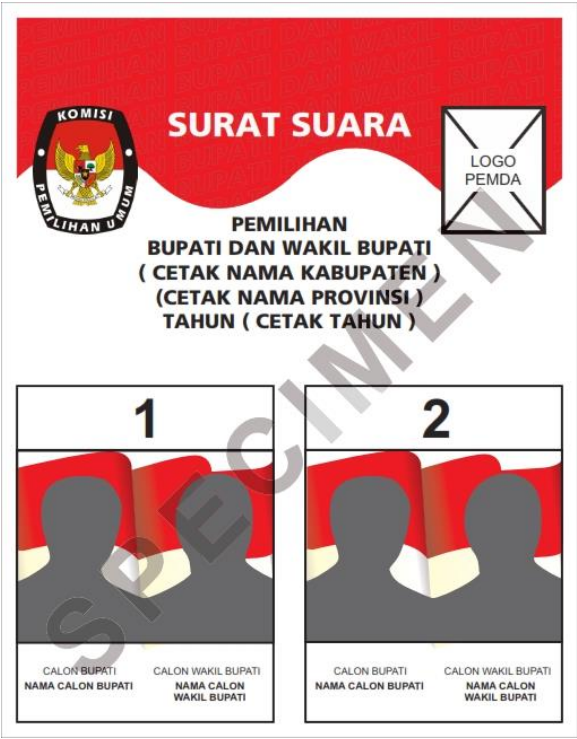 SURAT SUARA
KOMISI
PEMILIHAN UMUM
LOGO
PEMDA
PEMILIHAN
BUPATI DAN WAKIL BUPATI
( CETAK NAMA KABUPATEN )
(CETAK NAMA PROVINSI )
TAHUN ( CETAK TAHUN )
SPECIMEN
1
2
CALON BUPATI
NAMA CALON BUPATI
CALON WAKIL BUPATI
NAMA CALON
WAKIL BUPATI
CALON BUPATI
NAMA CALON BUPATI
CALON WAKIL BUPATI
NAMA CALON
WAKIL BUPATI